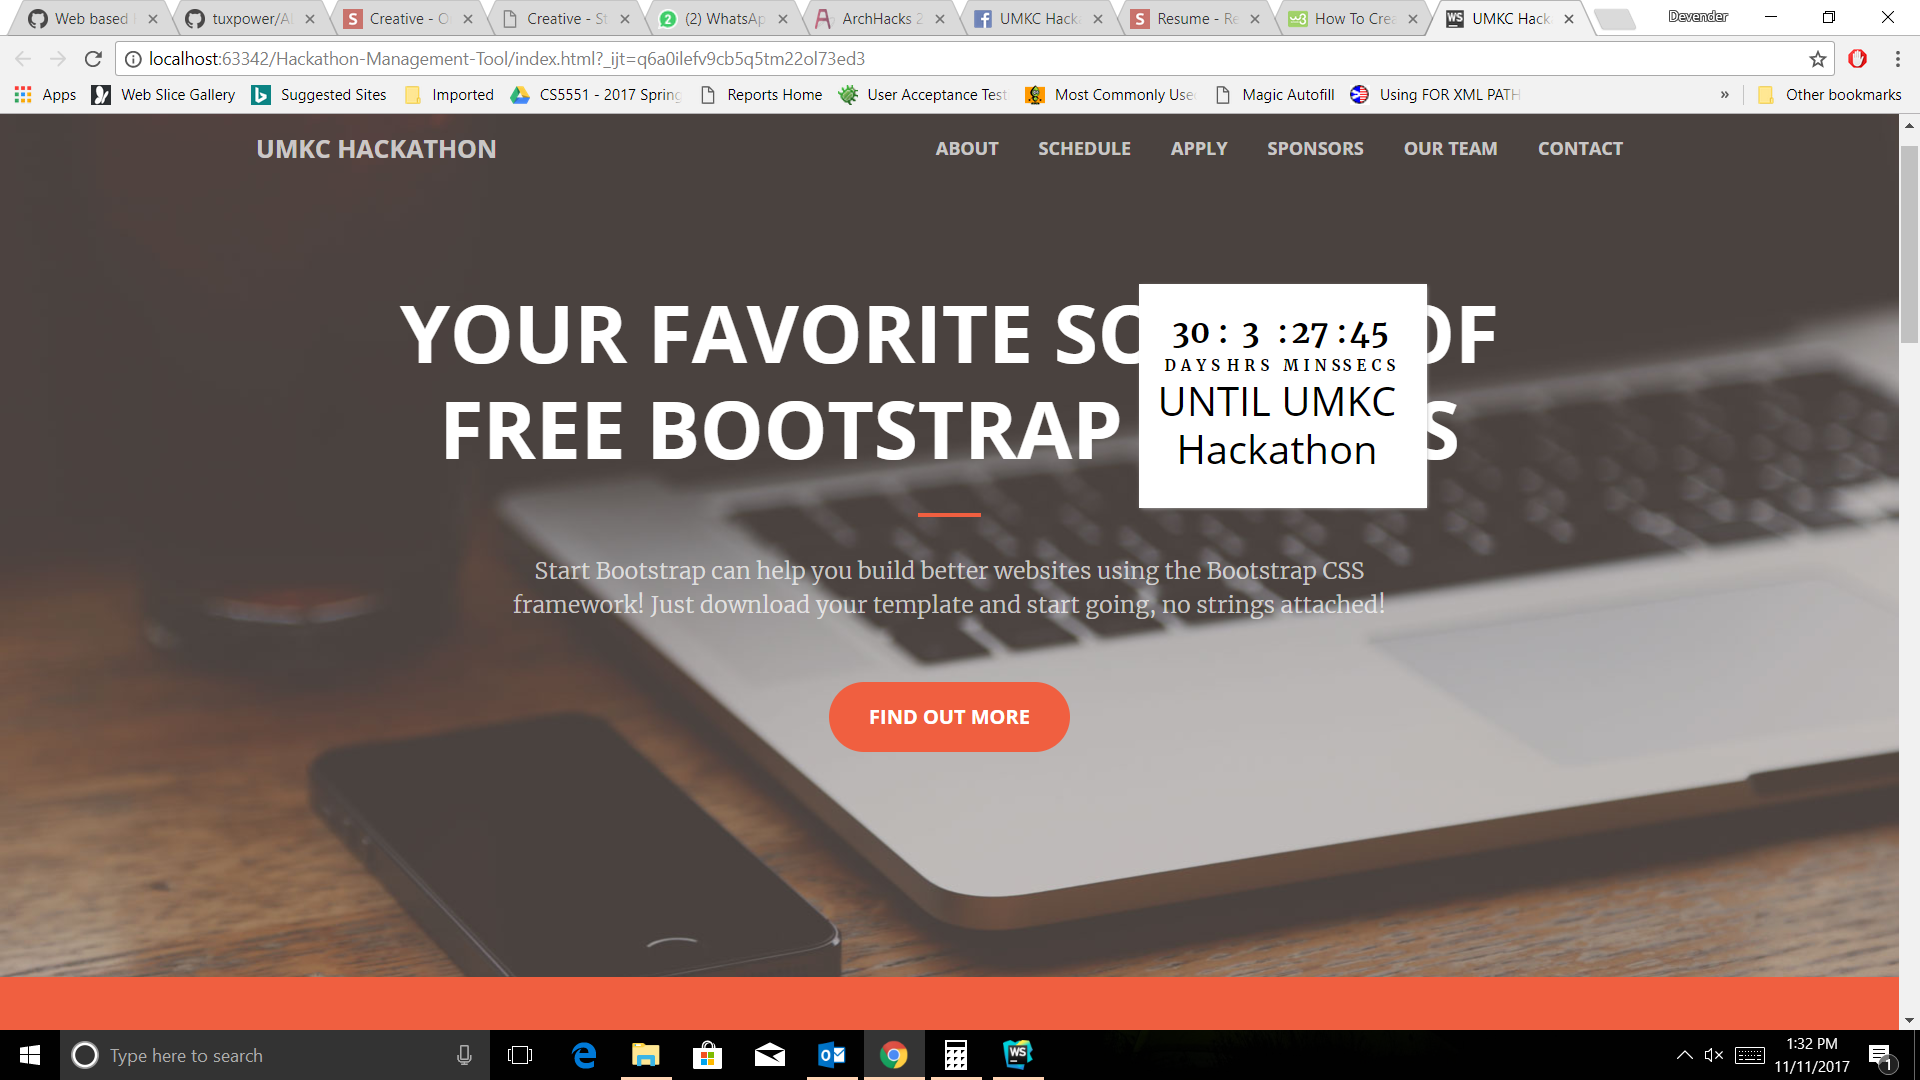 Web based
tuxpower/A
Creative - O
Creative - St
(2) WhatsAp
ArchHacks 2
UMKC Hack
Resume - Re
How To Crea
UMKC Hack
Devender
localhost:63342/Hackathon-Management-Tool/index.html?_ijt=q6a0ilefv9cb5q5tm22ol73ed3
Apps
Web Slice Gallery
Suggested Sites
Imported
CS5551 - 2017 Spring
Reports Home
User Acceptance Test
Most Commonly Use
Magic Autofill
Using FOR XML PATH
»
Other bookmarks
UMKC HACKATHON
ABOUT
SCHEDULE
APPLY
SPONSORS
OUR TEAM
CONTACT
YOUR FAVORITE SO OF
FREE BOOTSTRAP S
30 : 3 : 27 : 45
DAYS HRS MINS SECS
UNTIL UMKC
Hackathon
Start Bootstrap can help you build better websites using the Bootstrap CSS
framework! Just download your template and start going, no strings attached!
FIND OUT MORE
Type here to search
1:32 PM
11/11/2017
1